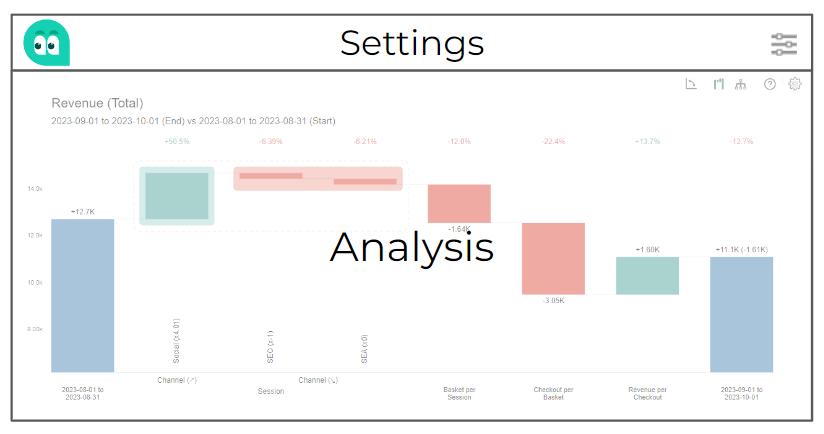 Settings
Revenue (Total)
2023-09-01 to 2023-10-01 (End) vs 2023-08-01 to 2023-08-31 (Start)
+50.5% -6.39% -6.21% -12.0% -22.4% +13.7% -12.7%
14.0k
+12.7K
12.0k
-1.64K
Analysis
+1.60K
+11.1K (-1.61K)
10.0k
-3.05K
8.00k
Social (x4.01)
SEO (x-1)
SEA (x0)
Channel (↗)
Channel (↘)
Session
2023-08-01 to
2023-08-31
Basket per
Session
Checkout per
Basket
Revenue per
Checkout
2023-09-01 to
2023-10-01